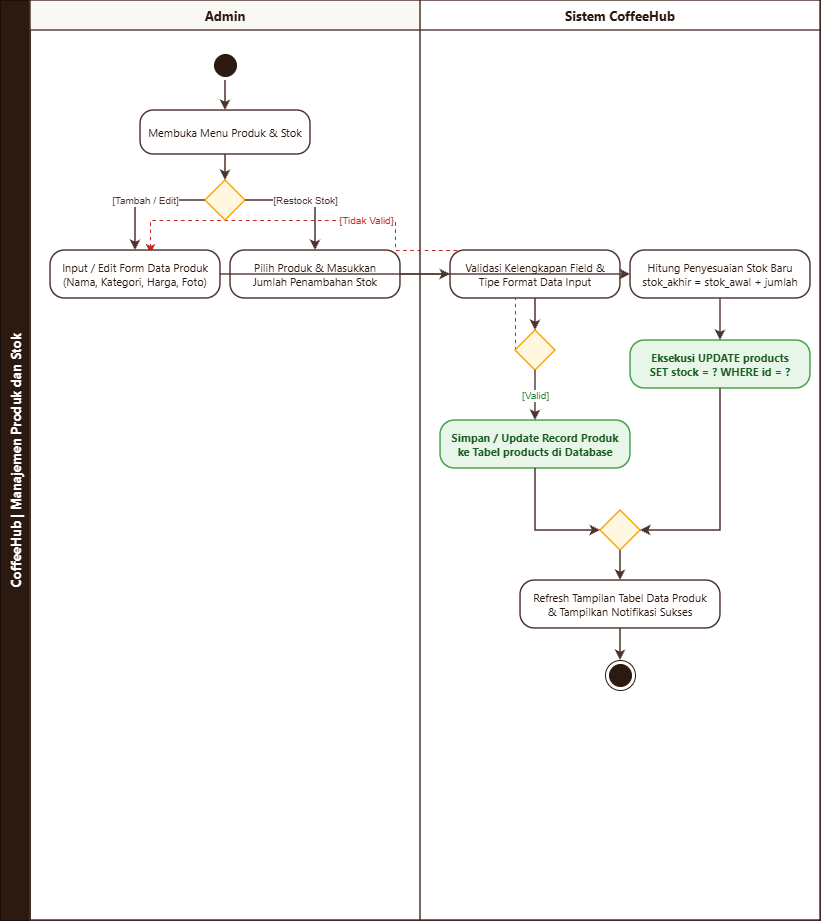 Admin
Sistem CoffeeHub
CoffeeHub | Manajemen Produk dan Stok
Membuka Menu Produk & Stok
[Tambah / Edit]
[Restock Stok]
[Tidak Valid]
Input / Edit Form Data Produk
(Nama, Kategori, Harga, Foto)
Pilih Produk & Masukkan
Jumlah Penambahan Stok
Validasi Kelengkapan Field &
Tipe Format Data Input
Hitung Penyesuaian Stok Baru
stok_akhir = stok_awal + jumlah
Eksekusi UPDATE products
SET stock = ? WHERE id = ?
[Valid]
Simpan / Update Record Produk
ke Tabel products di Database
Refresh Tampilan Tabel Data Produk
& Tampilkan Notifikasi Sukses